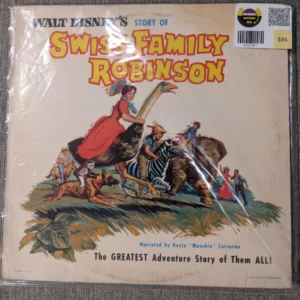 WALT DISNEY'S STORY OF
SWISS FAMILY
ROBINSON
Narrated by Kevin "Moochie" Corcoran
The GREATEST Adventure Story of Them ALL!